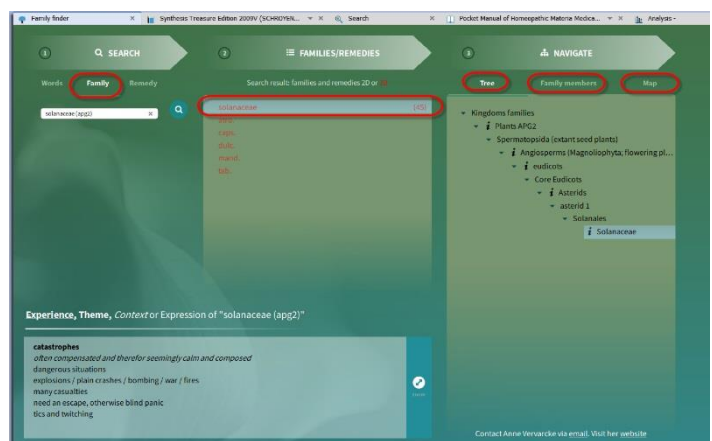 Family finder
Synthesis Treasure Edition 2009V (SCHROYEN...
Search
Pocket Manual of Homeopathic Materia Medica...
Analysis -
1 SEARCH
2 FAMILIES/REMEDIES
3 NAVIGATE
Words Family Remedy
Search result: families and remedies 2D or
Tree Family members Map
solanaceae (apg2)
solanaceae (45)
caps.
dulc.
mand.
tab.
Kingdoms families
i Plants APG2
Spermatopsida (extant seed plants)
i Angiosperms (Magnoliophyta; flowering pl...
i eudicots
Core Eudicots
i Asterids
asterid 1
Solanales
i Solanaceae
Experience, Theme, Context or Expression of "solanaceae (apg2)"
catastrophes
often compensated and therefor seemingly calm and composed
dangerous situations
explosions / plain crashes / bombing / war / fires
many casualties
need an escape, otherwise blind panic
tics and twitching
Contact Anne Vervarcke via email. Visit her website